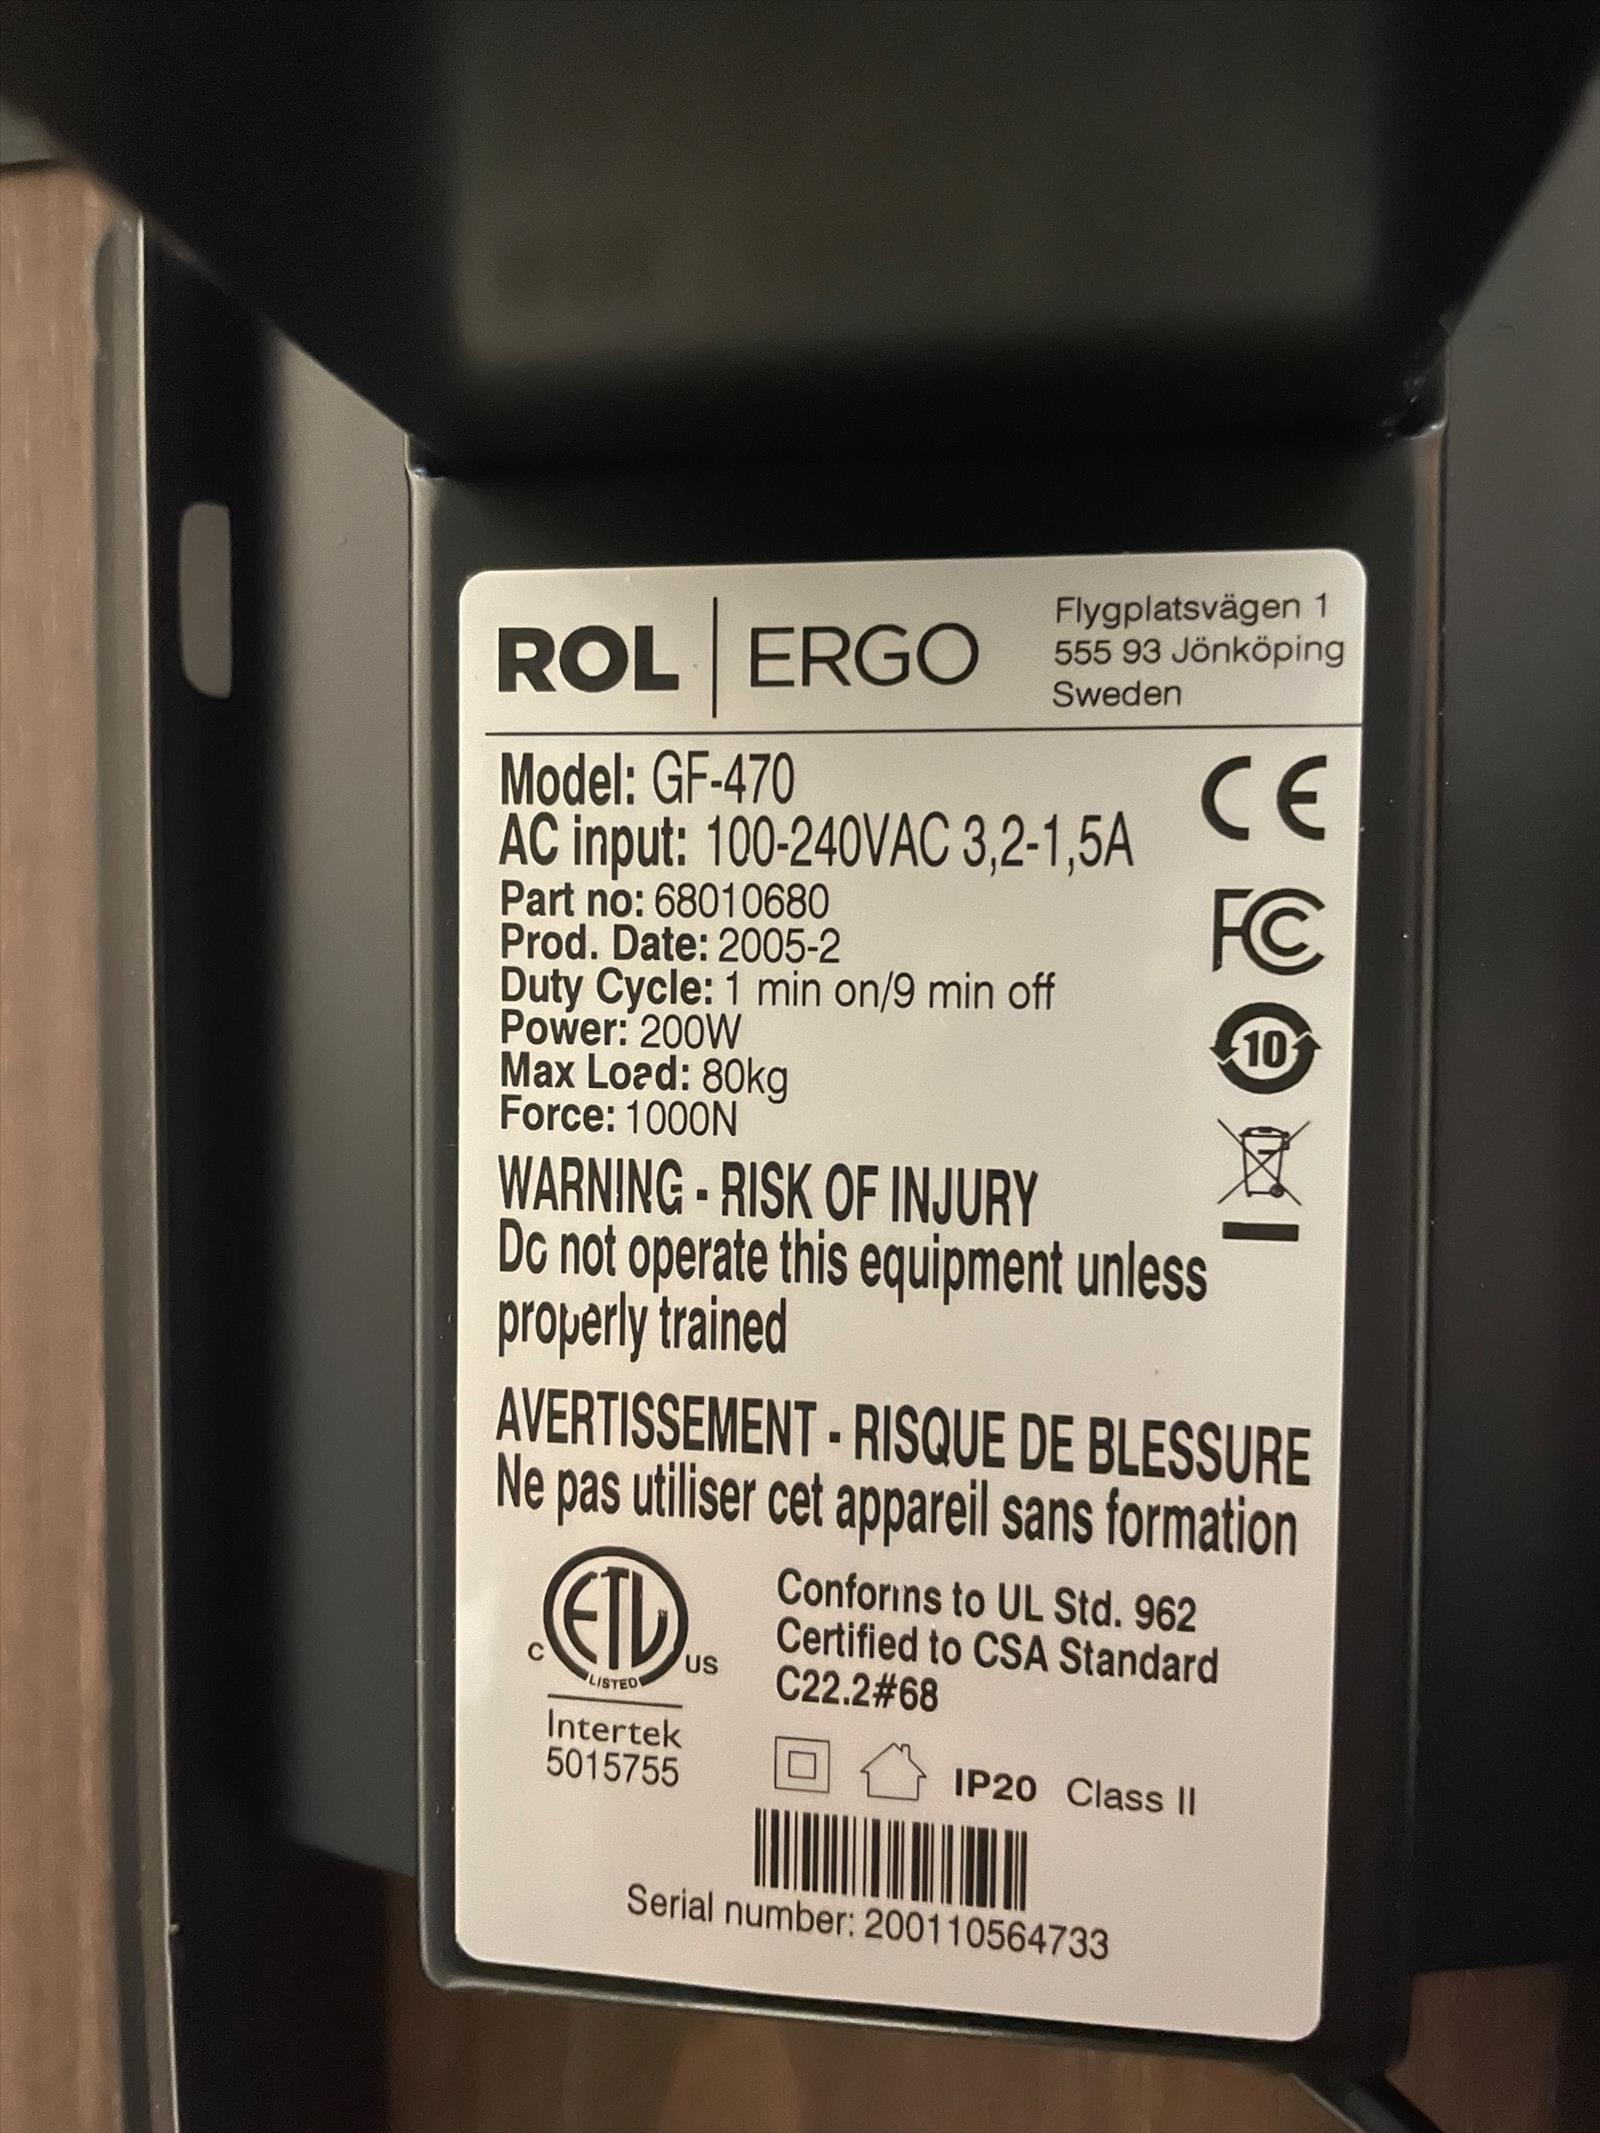 ROL | ERGO
Flygplatsvägen 1
555 93 Jönköping
Sweden
Model: GF-470
AC input: 100-240VAC 3,2-1,5A
Part no: 68010680
Prod. Date: 2005-2
Duty Cycle: 1 min on/9 min off
Power: 200W
Max Load: 80kg
Force: 1000N
CE
FC
10
WARNING - RISK OF INJURY
Do not operate this equipment unless
properly trained
AVERTISSEMENT - RISQUE DE BLESSURE
Ne pas utiliser cet appareil sans formation
C ETL US
LISTED
Intertek
5015755
Conforms to UL Std. 962
Certified to CSA Standard
C22.2#68
IP20 Class II
Serial number: 200110564733